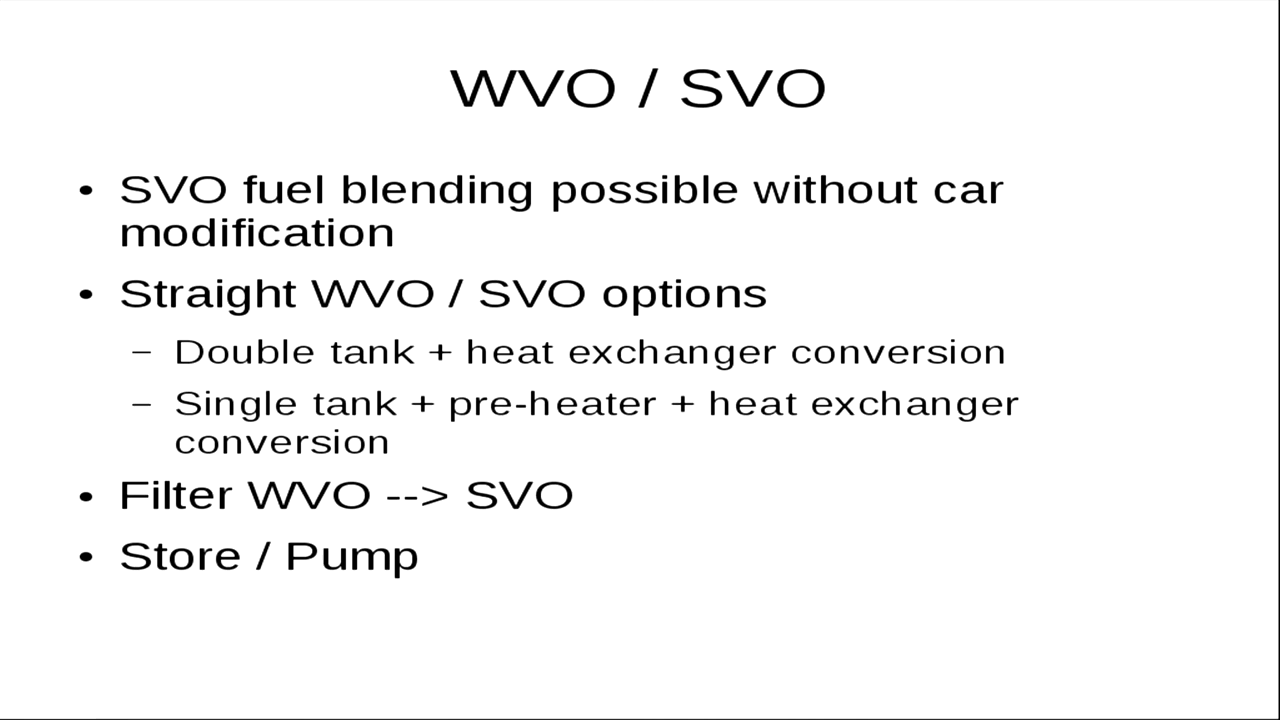 WVO / SVO
• SVO fuel blending possible without car
modification
• Straight WVO / SVO options
– Double tank + heat exchanger conversion
– Single tank + pre-heater + heat exchanger
conversion
• Filter WVO --> SVO
• Store / Pump